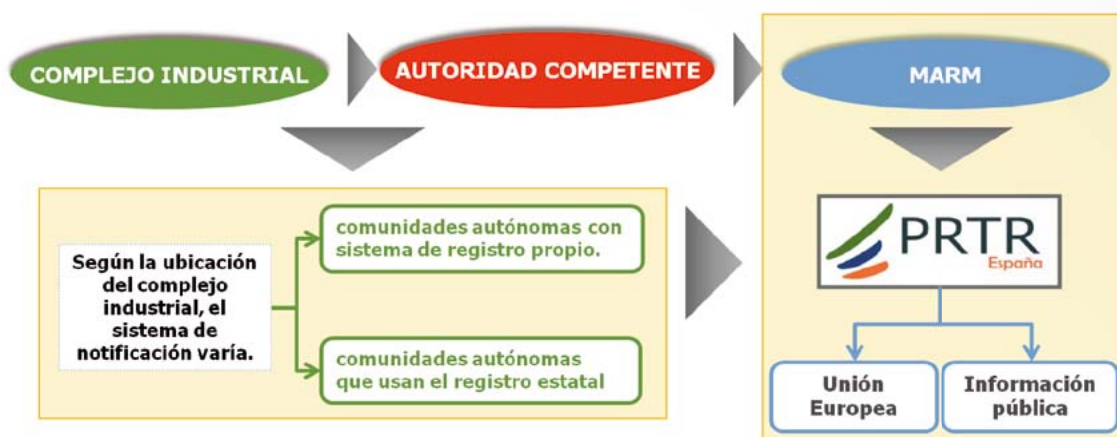 COMPLEJO INDUSTRIAL
AUTORIDAD COMPETENTE
MARM
Según la ubicación
del complejo
industrial, el
sistema de
notificación varía.
comunidades autónomas con
sistema de registro propio.
comunidades autónomas
que usan el registro estatal
PRTR
España
Unión
Europea
Información
pública